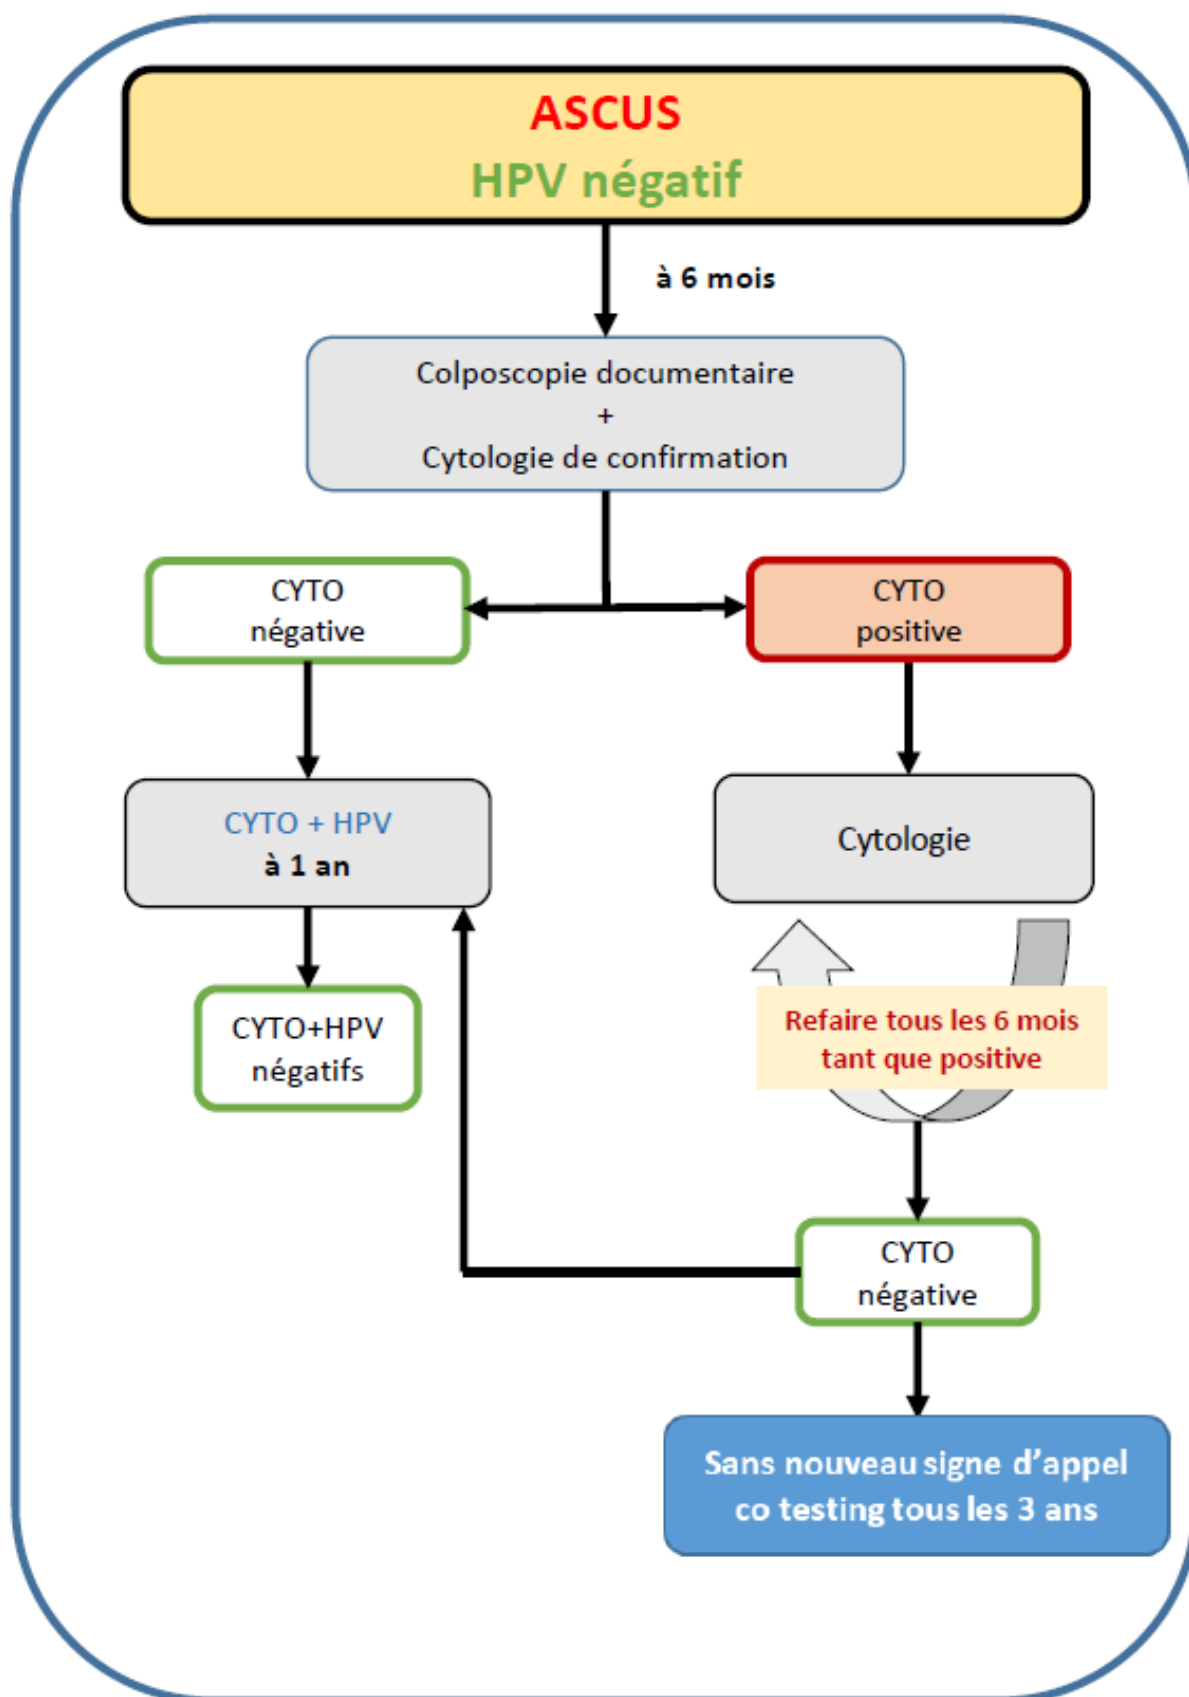 ASCUS
HPV négatif
à 6 mois
Colposcopie documentaire
+
Cytologie de confirmation
CYTO
négative
CYTO
positive
CYTO + HPV
à 1 an
Cytologie
CYTO+HPV
négatifs
Refaire tous les 6 mois
tant que positive
CYTO
négative
Sans nouveau signe d'appel
co testing tous les 3 ans